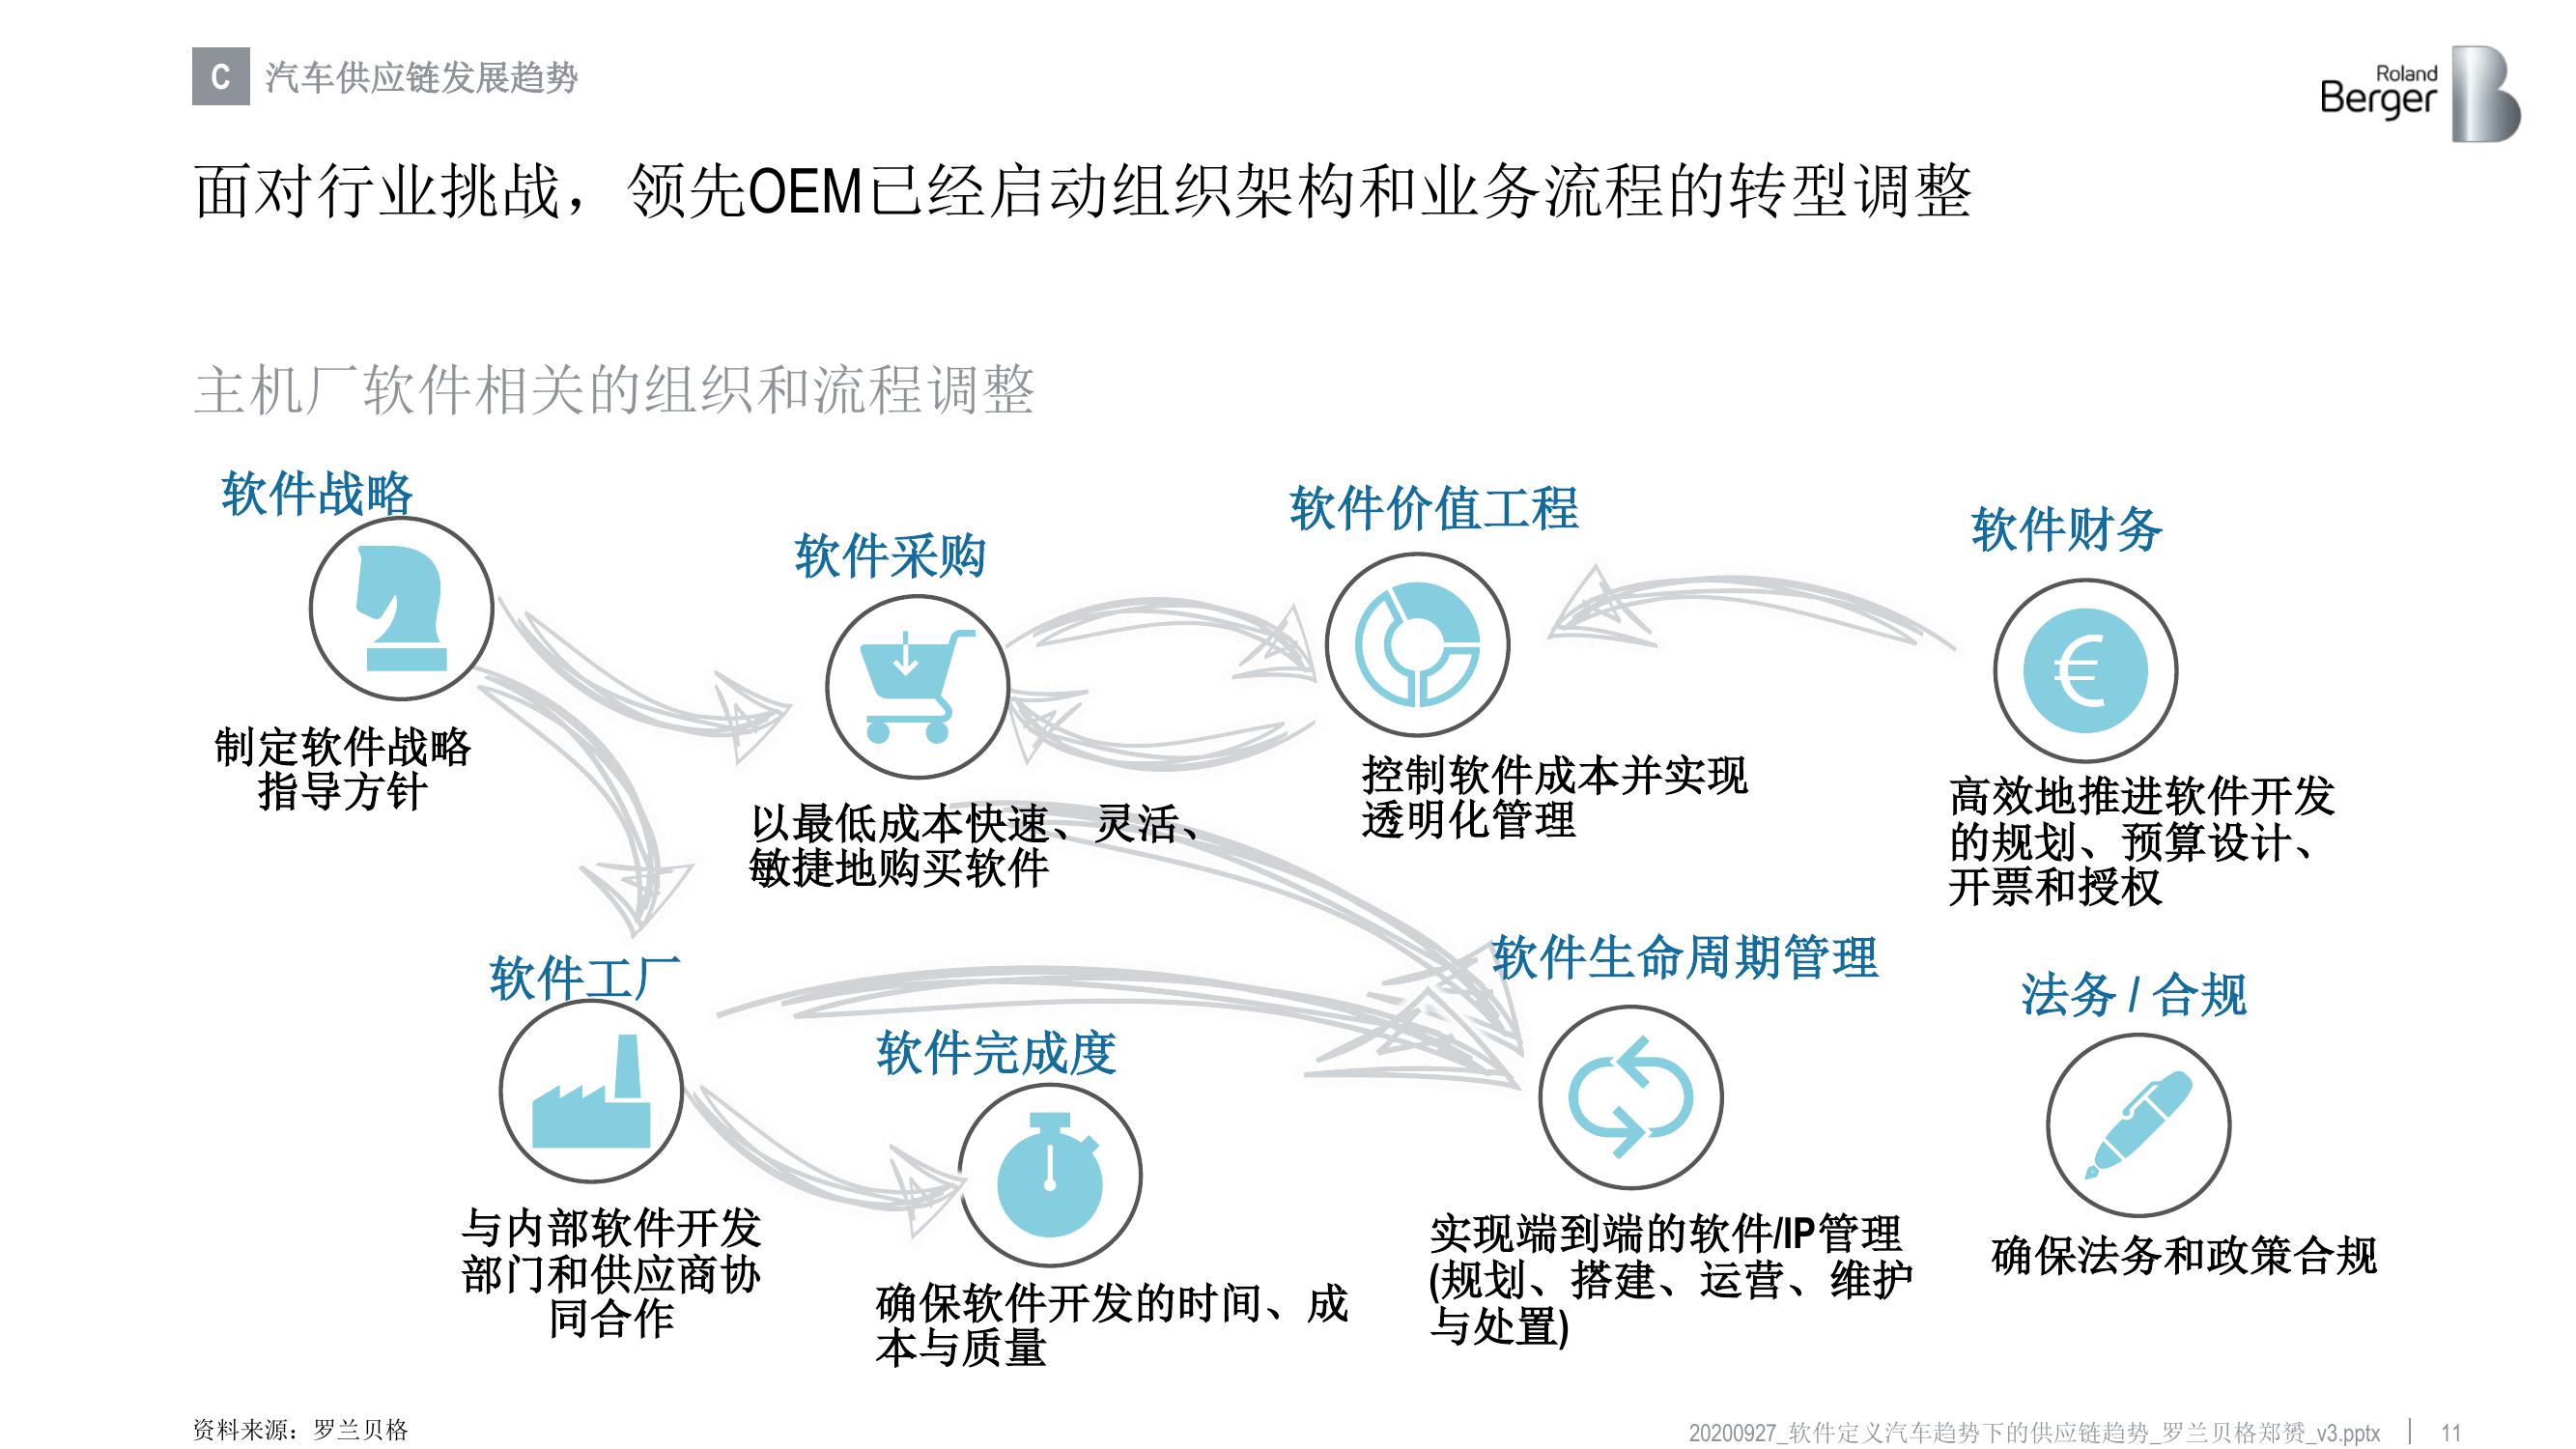 C 汽车供应链发展趋势
Roland
Berger
面对行业挑战，领先OEM已经启动组织架构和业务流程的转型调整
主机厂软件相关的组织和流程调整
软件战略
制定软件战略
指导方针
软件采购
以最低成本快速、灵活、
敏捷地购买软件
软件价值工程
控制软件成本并实现
透明化管理
软件财务
€
高效地推进软件开发
的规划、预算设计、
开票和授权
软件工厂
与内部软件开发
部门和供应商协
同合作
软件完成度
确保软件开发的时间、成
本与质量
软件生命周期管理
实现端到端的软件/IP管理
(规划、搭建、运营、维护
与处置)
法务 / 合规
确保法务和政策合规
资料来源：罗兰贝格
20200927_软件定义汽车趋势下的供应链趋势_罗兰贝格郑赟_v3.pptx
11